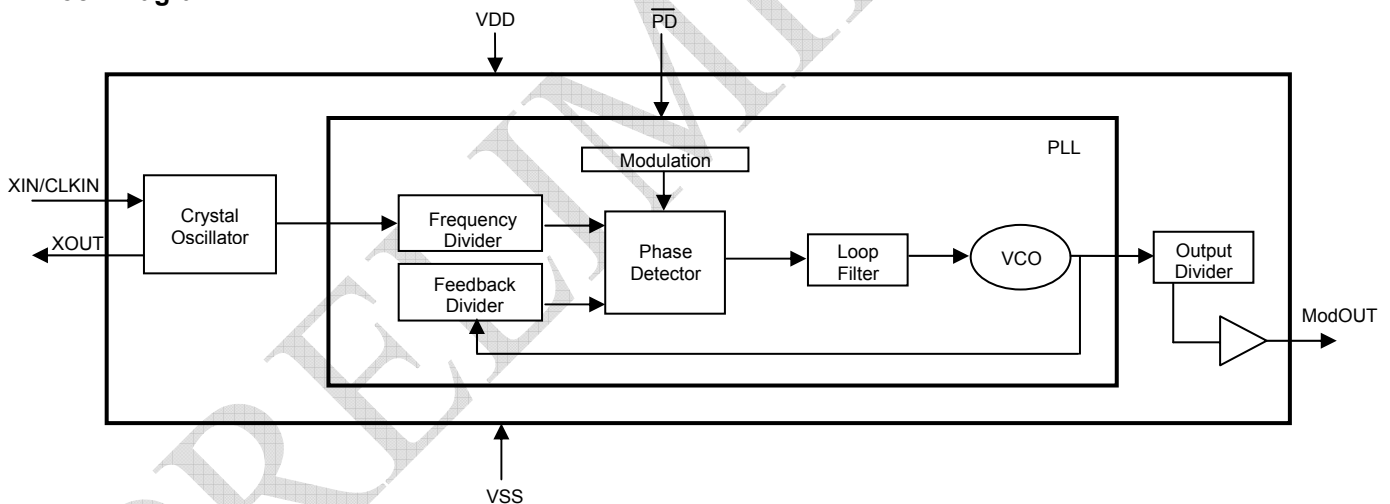 VDD
PD
PLL
Modulation
XIN/CLKIN
XOUT
Crystal
Oscillator
Frequency
Divider
Feedback
Divider
Phase
Detector
Loop
Filter
VCO
Output
Divider
ModOUT
VSS